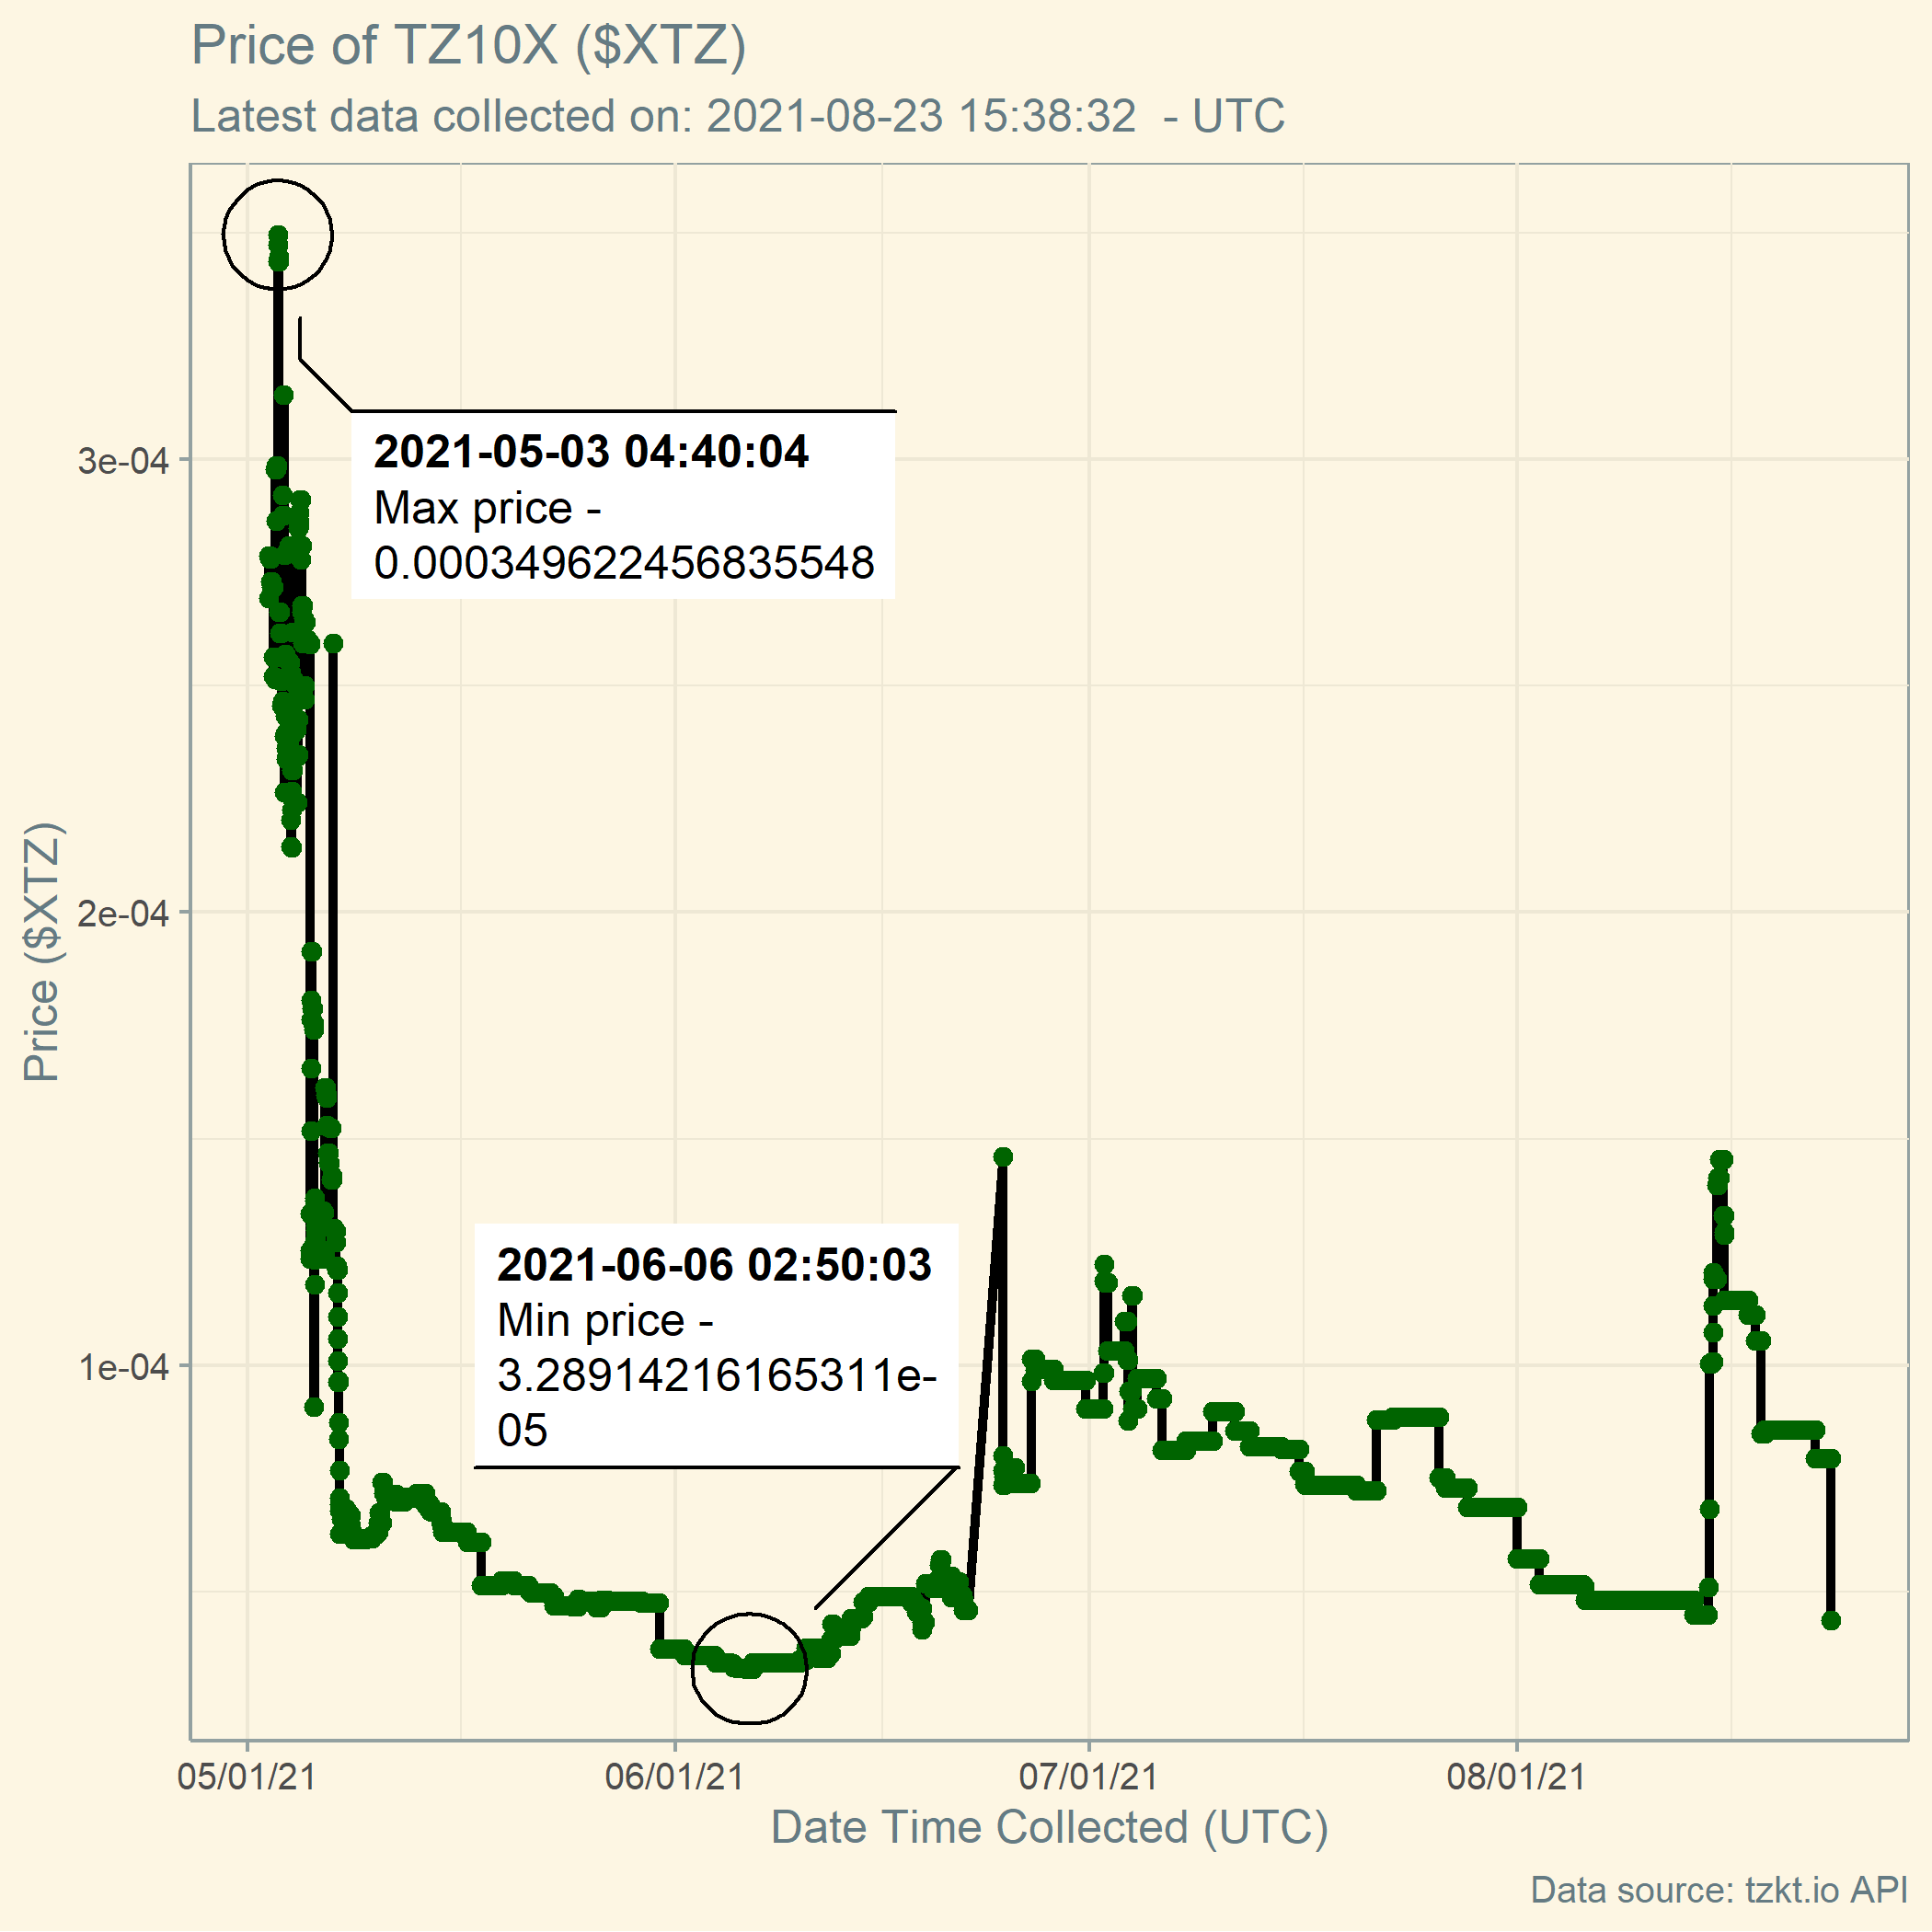 Price of TZ10X ($XTZ)
Latest data collected on: 2021-08-23 15:38:32  - UTC
2021-05-03 04:40:04
Max price -
0.000349622456835548
3e-04
2e-04
1e-04
Price ($XTZ)
2021-06-06 02:50:03
Min price -
3.28914216165311e-
05
05/01/21
06/01/21
07/01/21
08/01/21
Date Time Collected (UTC)
Data source: tzkt.io API